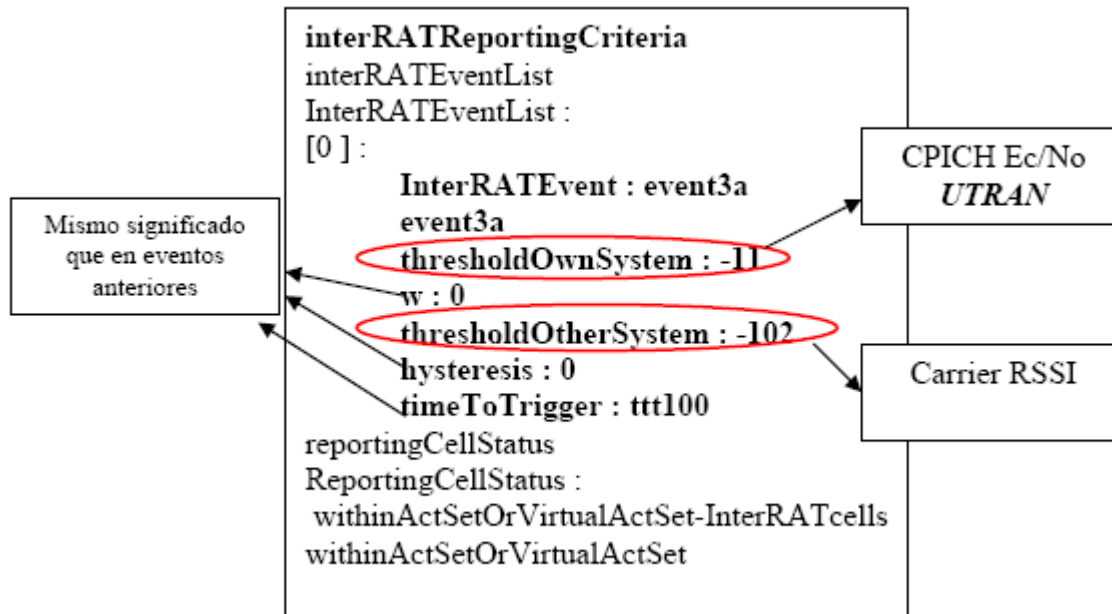 interRATReportingCriteria
interRATEventList
InterRATEventList :
[0 ] :
InterRATEvent : event3a
event3a
thresholdOwnSystem : -11
w : 0
thresholdOtherSystem : -102
hysteresis : 0
timeToTrigger : ttt100
reportingCellStatus
ReportingCellStatus :
withinActSetOrVirtualActSet-InterRATcells
withinActSetOrVirtualActSet
Mismo significado
que en eventos
anteriores
CPICH Ec/No
UTRAN
Carrier RSSI